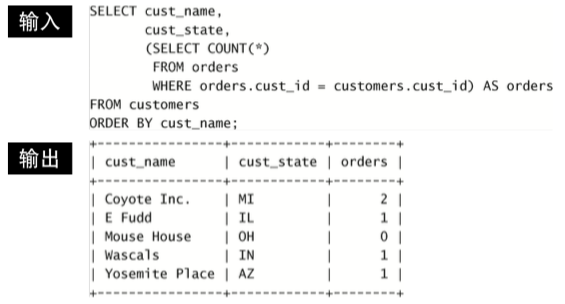 输入
SELECT cust_name,
       cust_state,
       (SELECT COUNT(*)
        FROM orders
        WHERE orders.cust_id = customers.cust_id) AS orders
FROM customers
ORDER BY cust_name;
输出
+----------------+------------+--------+
| cust_name      | cust_state | orders |
+----------------+------------+--------+
| Coyote Inc.    | MI         |      2 |
| E Fudd         | IL         |      1 |
| Mouse House    | OH         |      0 |
| Wascals        | IN         |      1 |
| Yosemite Place | AZ         |      1 |
+----------------+------------+--------+